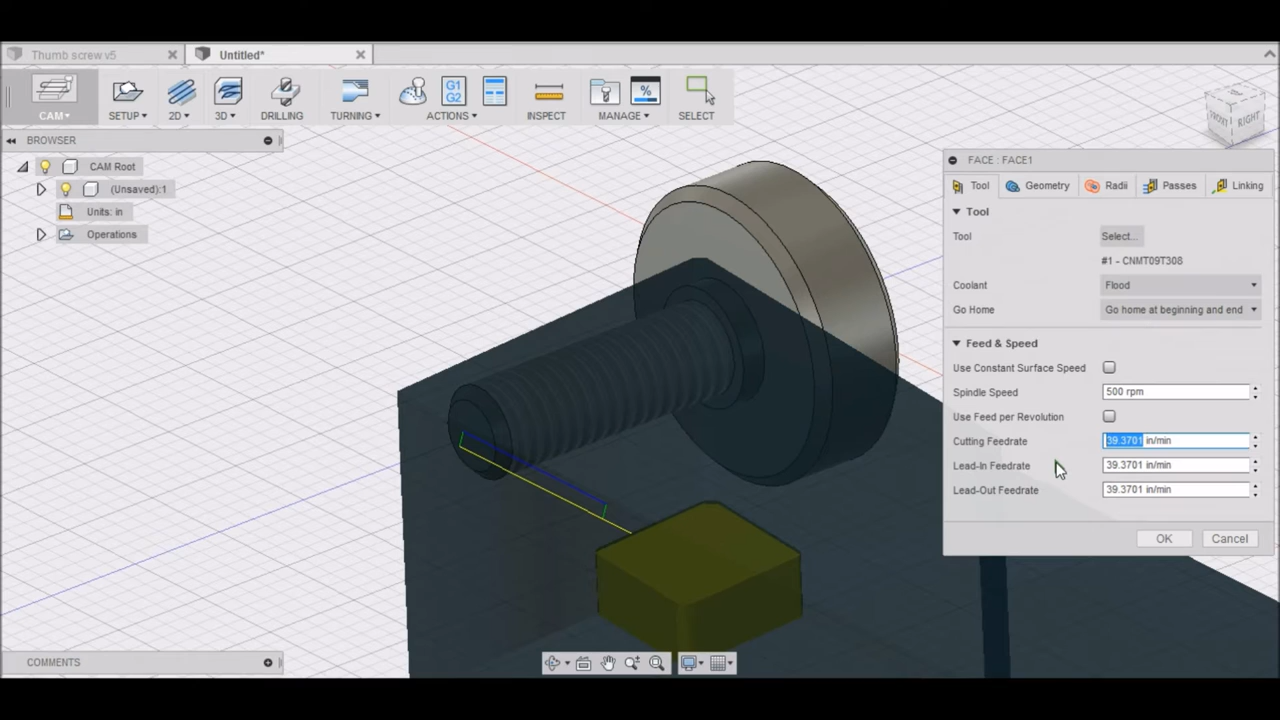 Thumb screw v5
Untitled*
CAM
SETUP
2D
3D
DRILLING
TURNING
G1
G2
ACTIONS
INSPECT
%
MANAGE
SELECT
BROWSER
CAM Root
(Unsaved):1
Units: in
Operations
FRONT
RIGHT
FACE : FACE1
Tool
Geometry
Radii
Passes
Linking
Tool
Tool
Select...
#1 - CNMT09T308
Coolant
Flood
Go Home
Go home at beginning and end
Feed & Speed
Use Constant Surface Speed
Spindle Speed
500 rpm
Use Feed per Revolution
Cutting Feedrate
39.3701 in/min
Lead-In Feedrate
39.3701 in/min
Lead-Out Feedrate
39.3701 in/min
OK
Cancel
COMMENTS